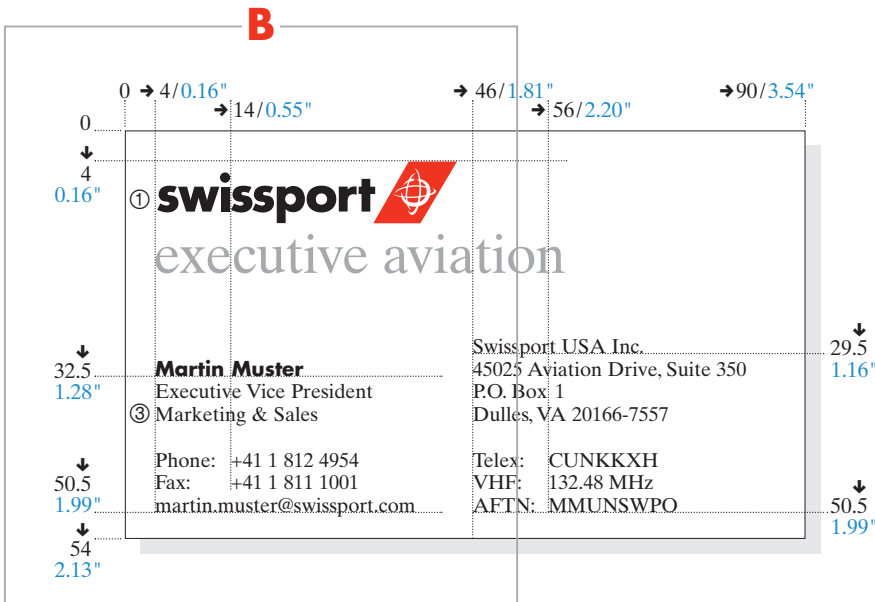 B
0 ➔ 4/0.16" ➔ 46/1.81" ➔90/3.54"
➔14/0.55" ➔ 56/2.20"
0
➔
4
0.16"
① swissport
executive aviation
Swissport USA Inc.
45025 Aviation Drive, Suite 350
P.O. Box 1
Dulles, VA 20166-7557
➔
29.5
1.16"
➔
32.5
1.28"
Martin Muster
Executive Vice President
③ Marketing & Sales
Phone: +41 1 812 4954
Fax: +41 1 811 1001
martin.muster@swissport.com
Telex: CUNKKXH
VHF: 132.48 MHz
AFTN: MMUNSWPO
➔
50.5
1.99"
➔
50.5
1.99"
➔
54
2.13"